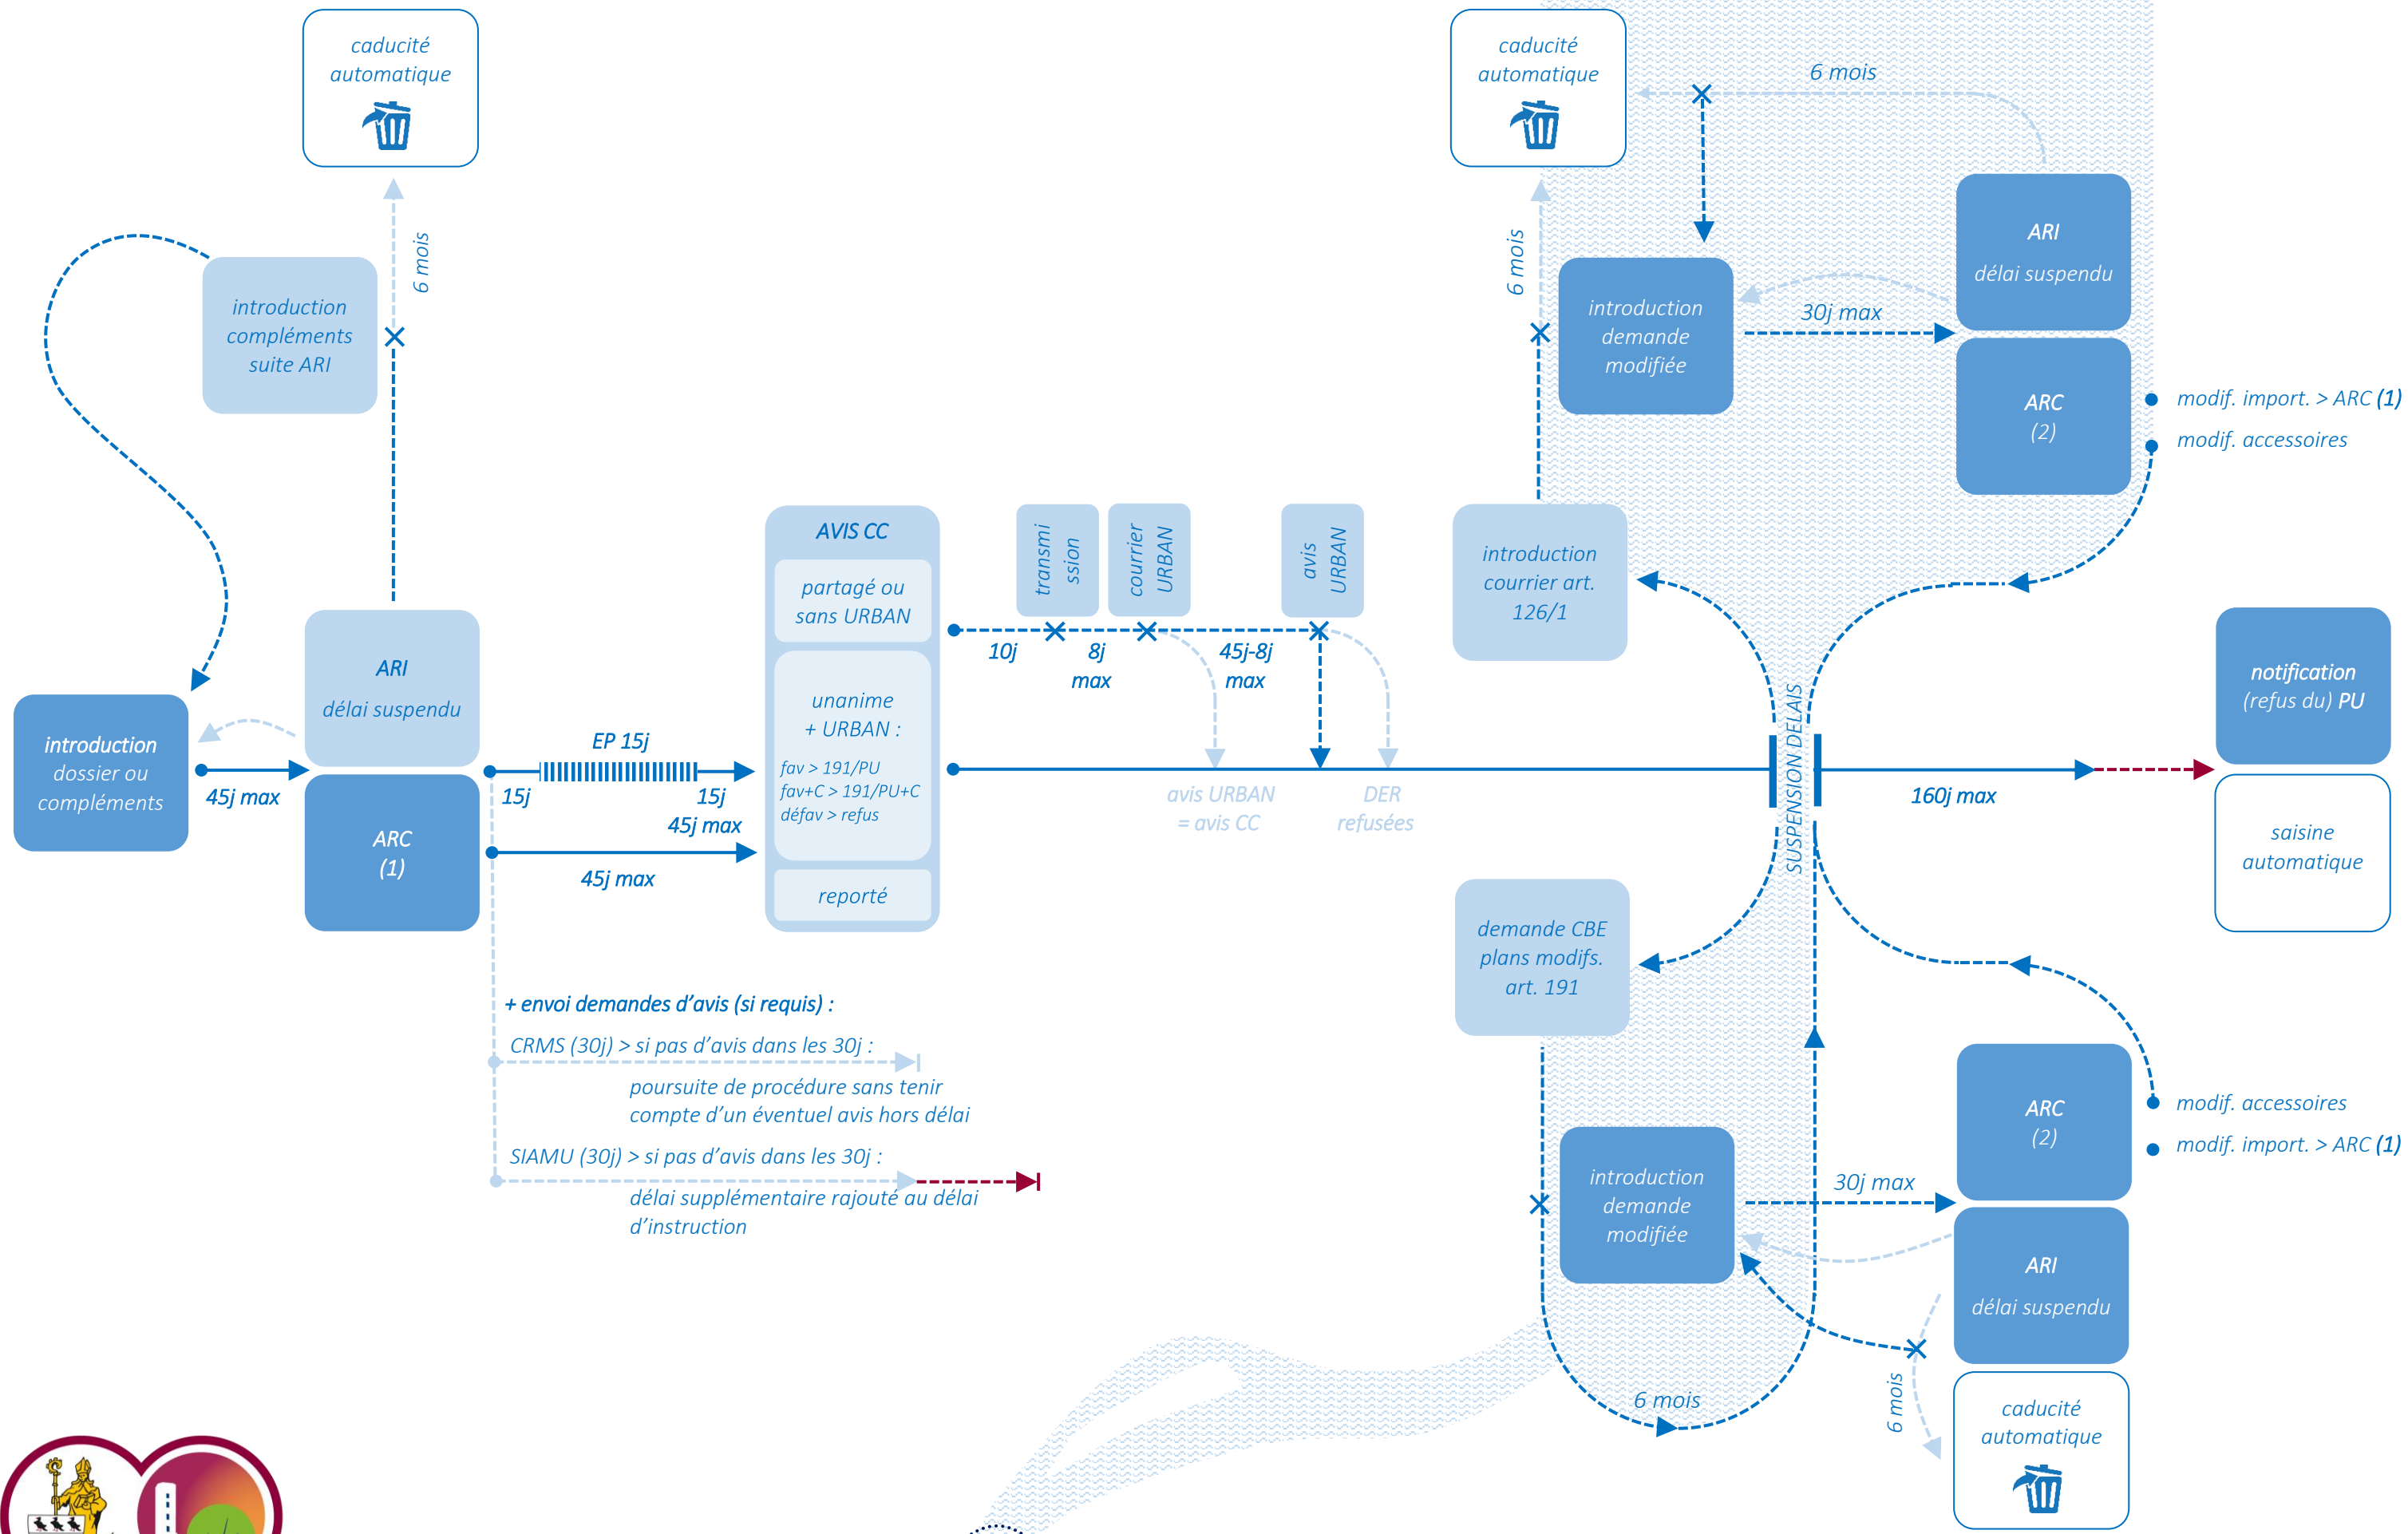 caducité
automatique
6 mois
introduction
compléments
suite ARI
ARI
délai suspendu
introduction
dossier ou
compléments
45j max
ARC
(1)
EP 15j
15j
15j
45j max
45j max
+ envoi demandes d’avis (si requis) :
CRMS (30j) > si pas d’avis dans les 30j :
poursuite de procédure sans tenir
compte d’un éventuel avis hors délai
SIAMU (30j) > si pas d’avis dans les 30j :
délai supplémentaire rajouté au délai
d’instruction
AVIS CC
partagé ou
sans URBAN
unanime
+ URBAN :
fav > 191/PU
fav+C > 191/PU+C
défav > refus
reporté
transmi
ssion
courrier
URBAN
avis
URBAN
10j
8j
max
45j-8j
max
avis URBAN
= avis CC
DER
refusées
caducité
automatique
6 mois
6 mois
introduction
demande
modifiée
30j max
ARI
délai suspendu
ARC
(2)
modif. import. > ARC (1)
modif. accessoires
introduction
courrier art.
126/1
SUSPENSION DELAIS
160j max
notification
(refus du) PU
saisine
automatique
demande CBE
plans modifs.
art. 191
introduction
demande
modifiée
30j max
ARC
(2)
modif. accessoires
modif. import. > ARC (1)
ARI
délai suspendu
6 mois
6 mois
caducité
automatique